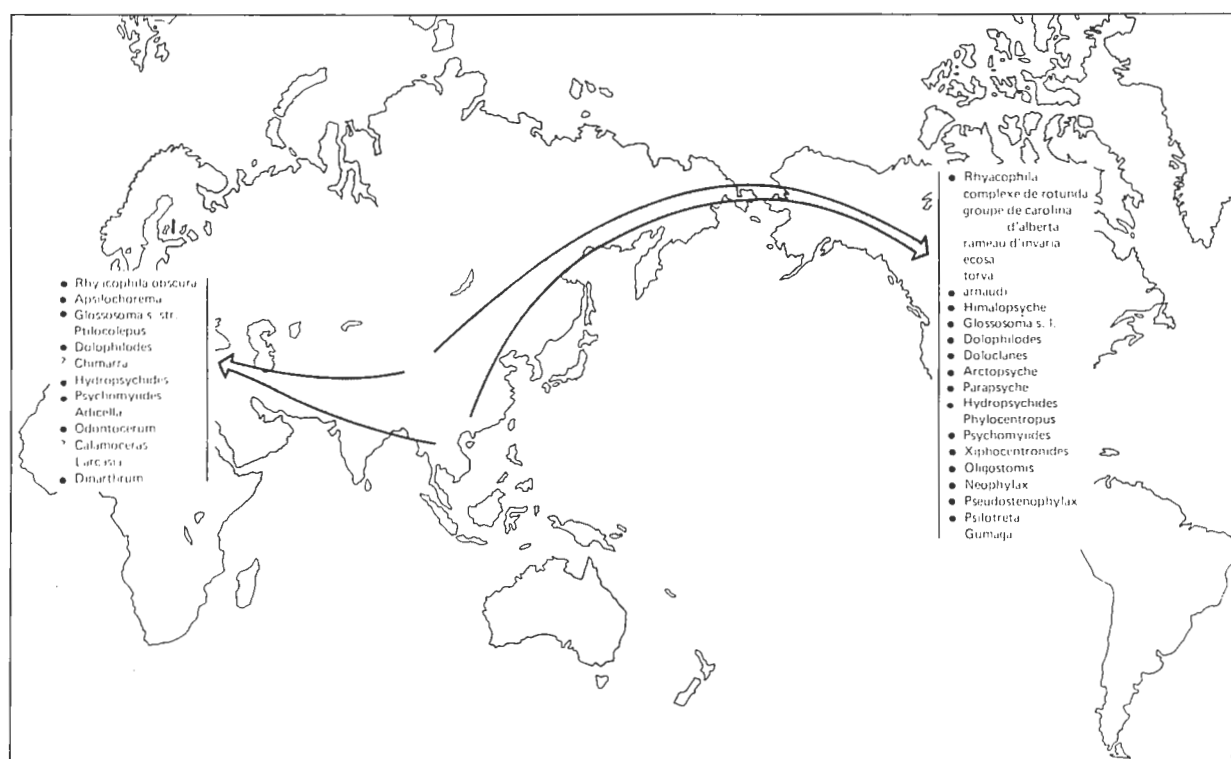 • Rhyacophila obscura
• Apsilochorema
• Glossosoma s. str.
Ptilocolepus
• Dolophilodes
? Chimarra
• Hydropsychides
• Psychomyiides
Adicella
• Odontocerum
? Calamoceras
Larcasia
• Dinarthrum
• Rhyacophila
complexe de rotunda
groupe de carolina
d'alberta
rameau d'invaria
ecosa
torva
• arnaudi
• Himalopsyche
• Glossosoma s. l.
• Dolophilodes
• Doloclanes
• Arctopsyche
• Parapsyche
• Hydropsychides
Phylocentropus
• Psychomyiides
• Xiphocentronides
• Oligostomis
• Neophylax
• Pseudostenophylax
• Psilotreta
Gumaga